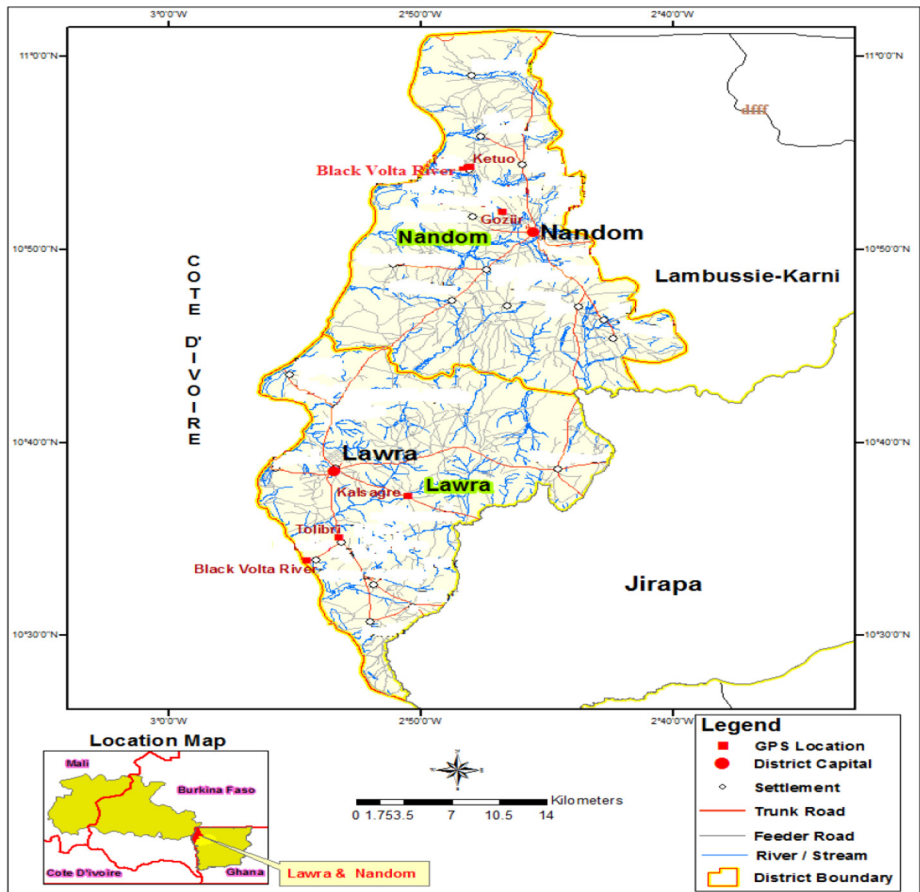 3°0'0"W
2°50'0"W
2°40'0"W
11°0'0"N
11°0'0"N
dfff
Ketuo
Black Volta River
Goziir
Nandom
Nandom
10°50'0"N
10°50'0"N
Lambussie-Karni
COTE D'IVOIRE
10°40'0"N
10°40'0"N
Lawra
Kalsagre
Lawra
Tolibri
Black Volta River
Jirapa
10°30'0"N
10°30'0"N
3°0'0"W
2°50'0"W
2°40'0"W
Location Map
Mali
Burkina Faso
Cote D'ivoire
Ghana
Lawra & Nandom
Kilometers
0 1.753.5 7 10.5 14
Legend
GPS Location
District Capital
Settlement
Trunk Road
Feeder Road
River / Stream
District Boundary